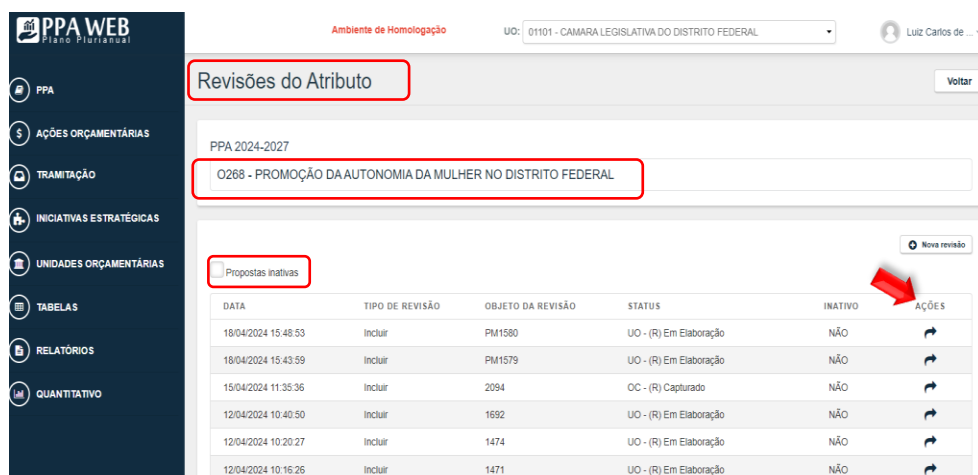 PPA WEB
Plano Plurianual
Ambiente de Homologação
UO: 01101 - CAMARA LEGISLATIVA DO DISTRITO FEDERAL
Luiz Carlos de ...
PPA
AÇÕES ORÇAMENTÁRIAS
TRAMITAÇÃO
INICIATIVAS ESTRATÉGICAS
UNIDADES ORÇAMENTÁRIAS
TABELAS
RELATÓRIOS
QUANTITATIVO
Revisões do Atributo
Voltar
PPA 2024-2027
O268 - PROMOÇÃO DA AUTONOMIA DA MULHER NO DISTRITO FEDERAL
Nova revisão
Propostas inativas
DATA TIPO DE REVISÃO OBJETO DA REVISÃO STATUS INATIVO AÇÕES
18/04/2024 15:48:53 Incluir PM1580 UO - (R) Em Elaboração NÃO
18/04/2024 15:43:59 Incluir PM1579 UO - (R) Em Elaboração NÃO
15/04/2024 11:35:36 Incluir 2094 OC - (R) Capturado NÃO
12/04/2024 10:40:50 Incluir 1692 UO - (R) Em Elaboração NÃO
12/04/2024 10:20:27 Incluir 1474 UO - (R) Em Elaboração NÃO
12/04/2024 10:16:26 Incluir 1471 UO - (R) Em Elaboração NÃO